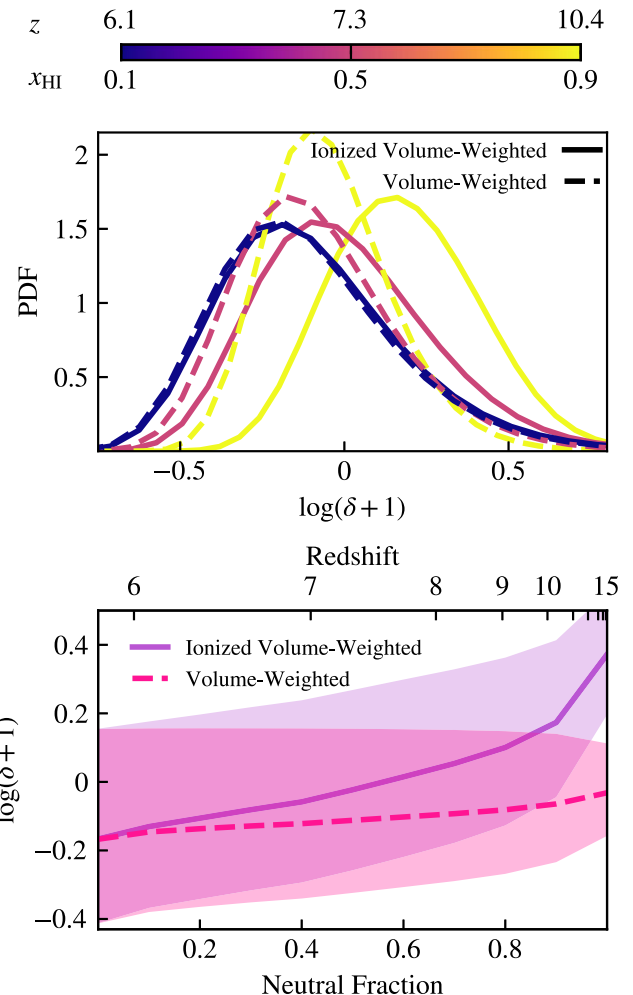 z 6.1 7.3 10.4
x_HI 0.1 0.5 0.9
Ionized Volume-Weighted
Volume-Weighted
2
1.5
1
0.5
PDF
−0.5 0 0.5
log(δ + 1)
Redshift
6 7 8 9 10 15
Ionized Volume-Weighted
Volume-Weighted
0.4
0.2
0
−0.2
−0.4
log(δ + 1)
0.2 0.4 0.6 0.8
Neutral Fraction